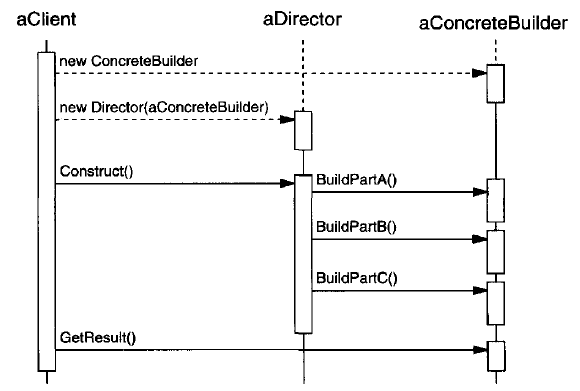 aClient
aDirector
aConcreteBuilder
new ConcreteBuilder
new Director(aConcreteBuilder)
Construct()
BuildPartA()
BuildPartB()
BuildPartC()
GetResult()